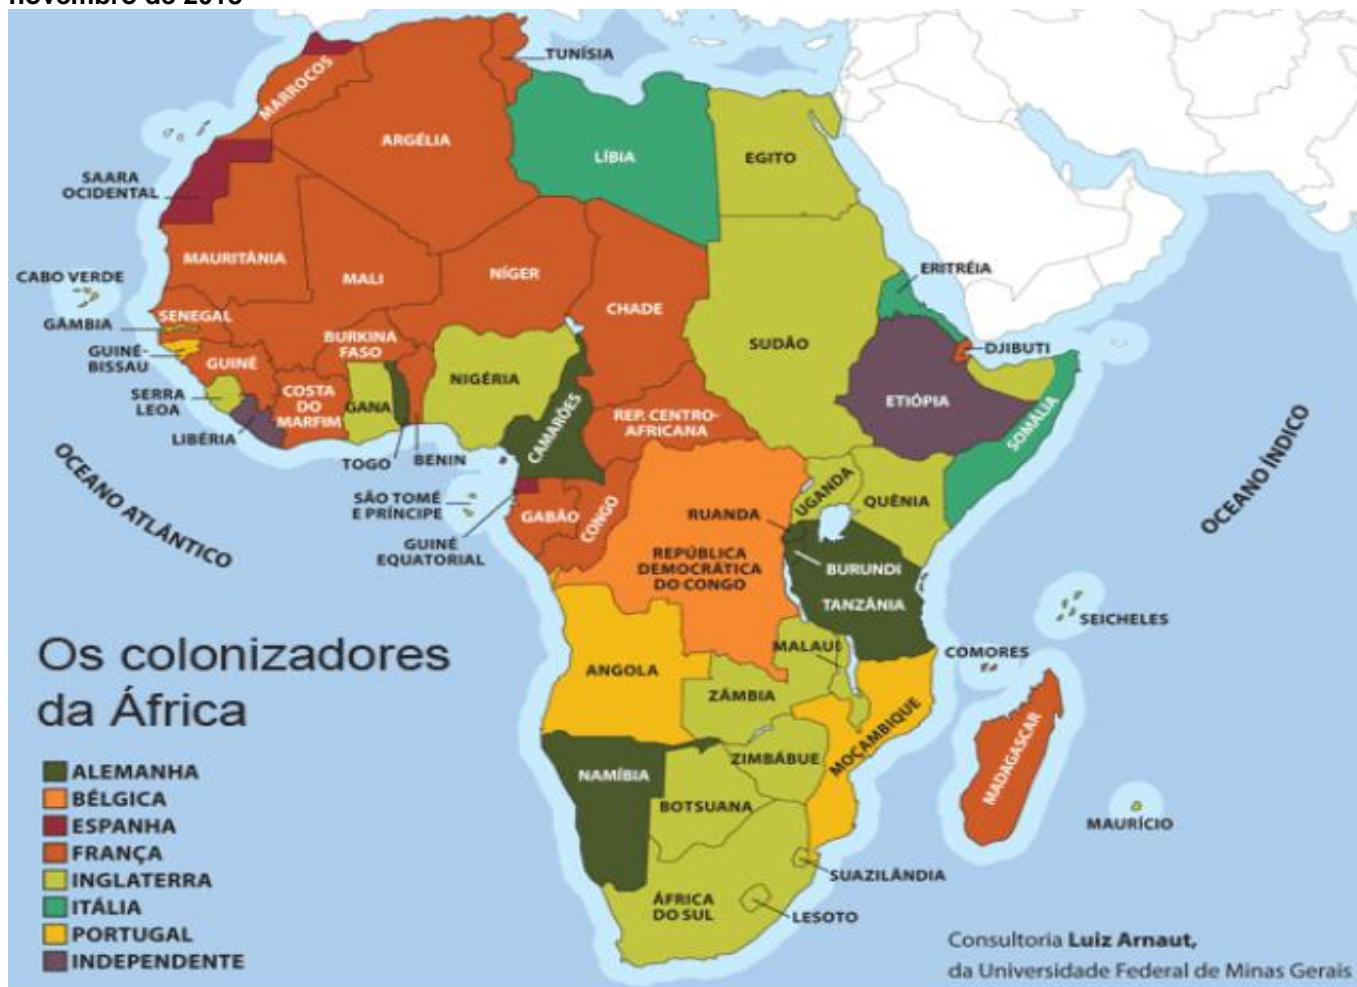 novembro de 2015
TUNÍSIA
MARROCOS
ARGÉLIA
LÍBIA
EGITO
SAARA
OCIDENTAL
MAURITÂNIA
MALI
NÍGER
CHADE
SUDÃO
ERITRÉIA
CABO VERDE
SENEGAL
GÂMBIA
GUINÉ-
BISSAU
GUINÉ
BURKINA
FASO
NIGÉRIA
DJIBUTI
ETIÓPIA
SOMÁLIA
SERRA
LEOA
COSTA
DO
MARFIM
GANA
LIBÉRIA
TOGO
BENIN
CAMARÕES
REP. CENTRO-
AFRICANA
OCEANO ATLÂNTICO
OCEANO ÍNDICO
SÃO TOMÉ
E PRÍNCIPE
GUINÉ
EQUATORIAL
GABÃO
CONGO
UGANDA
QUÊNIA
RUANDA
REPÚBLICA
DEMOCRÁTICA
DO CONGO
BURUNDI
TANZÂNIA
SEICHELES
MALAUÍ
COMORES
ANGOLA
ZÂMBIA
MOÇAMBIQUE
MADAGASCAR
NAMÍBIA
ZIMBÁBUE
BOTSUANA
MAURÍCIO
SUAZILÂNDIA
ÁFRICA
DO SUL
LESOTO
Os colonizadores
da África
ALEMANHA
BÉLGICA
ESPANHA
FRANÇA
INGLATERRA
ITÁLIA
PORTUGAL
INDEPENDENTE
Consultoria Luiz Arnaut,
da Universidade Federal de Minas Gerais